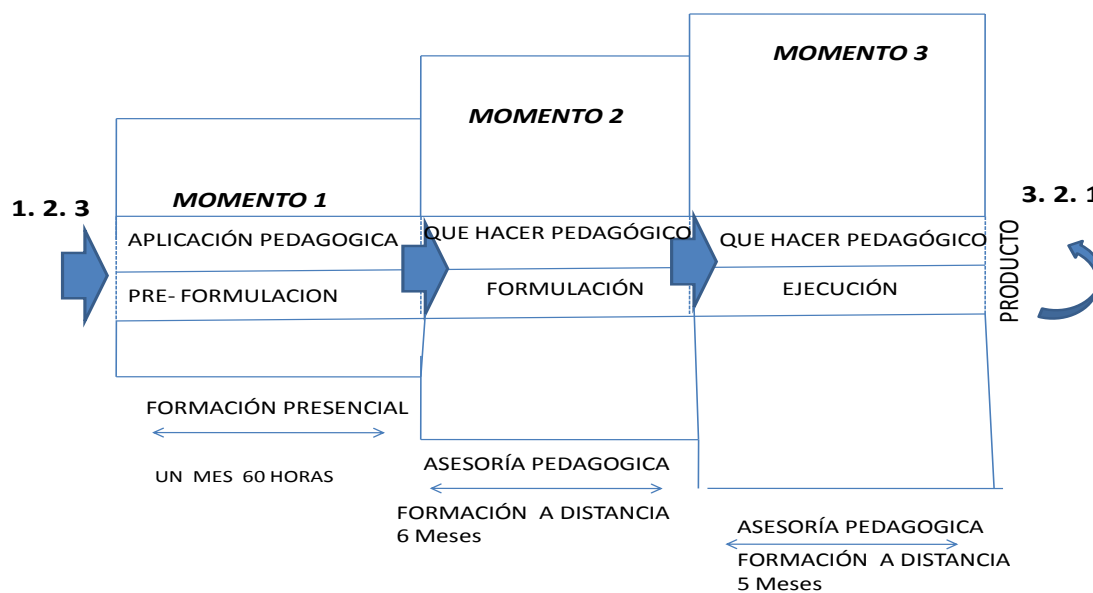 MOMENTO 3
MOMENTO 2
MOMENTO 1
1. 2. 3
3. 2. 1
APLICACIÓN PEDAGOGICA
QUE HACER PEDAGÓGICO
QUE HACER PEDAGÓGICO
PRE- FORMULACION
FORMULACIÓN
EJECUCIÓN
PRODUCTO
FORMACIÓN PRESENCIAL
UN MES 60 HORAS
ASESORÍA PEDAGOGICA
FORMACIÓN A DISTANCIA
6 Meses
ASESORÍA PEDAGOGICA
FORMACIÓN A DISTANCIA
5 Meses